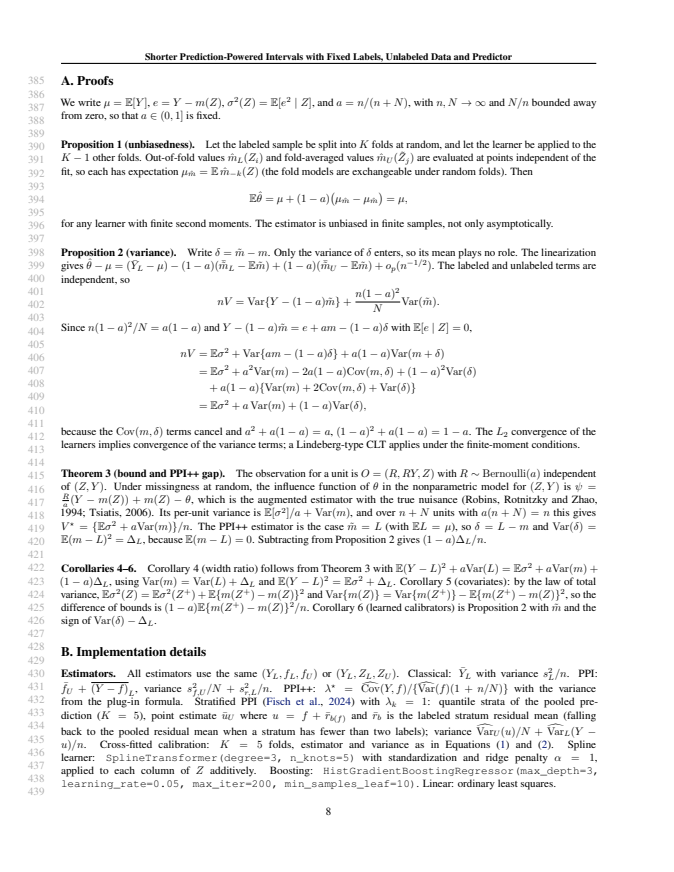 Shorter Prediction-Powered Intervals with Fixed Labels, Unlabeled Data and Predictor
385 A. Proofs
386
387 We write μ = 𝔼[Y], e = Y − m(Z), σ²(Z) = 𝔼[e² | Z], and a = n/(n + N), with n, N → ∞ and N/n bounded away
388 from zero, so that a ∈ (0, 1] is fixed.
389
390 Proposition 1 (unbiasedness). Let the labeled sample be split into K folds at random, and let the learner be applied to the
391 K − 1 other folds. Out-of-fold values m̂_L(Z_i) and fold-averaged values m̂_U(Z̃_j) are evaluated at points independent of the
392 fit, so each has expectation μ_m̂ = 𝔼 m̂_{−k}(Z) (the fold models are exchangeable under random folds). Then
393
394 𝔼θ̂ = μ + (1 − a)(μ_m̂ − μ_m̂) = μ,
395
396 for any learner with finite second moments. The estimator is unbiased in finite samples, not only asymptotically.
397
398 Proposition 2 (variance). Write δ = m̃ − m. Only the variance of δ enters, so its mean plays no role. The linearization
399 gives θ̂ − μ = (Ȳ_L − μ) − (1 − a)(m̃̄_L − 𝔼m̃) + (1 − a)(m̃̄_U − 𝔼m̃) + o_p(n^{−1/2}). The labeled and unlabeled terms are
400 independent, so
401
402 nV = Var{Y − (1 − a)m̃} + n(1 − a)²/N Var(m̃).
403
404 Since n(1 − a)²/N = a(1 − a) and Y − (1 − a)m̃ = e + am − (1 − a)δ with 𝔼[e | Z] = 0,
405
406 nV = 𝔼σ² + Var{am − (1 − a)δ} + a(1 − a)Var(m + δ)
407 = 𝔼σ² + a²Var(m) − 2a(1 − a)Cov(m, δ) + (1 − a)²Var(δ)
408 + a(1 − a){Var(m) + 2Cov(m, δ) + Var(δ)}
409
410 = 𝔼σ² + a Var(m) + (1 − a)Var(δ),
411
412 because the Cov(m, δ) terms cancel and a² + a(1 − a) = a, (1 − a)² + a(1 − a) = 1 − a. The L₂ convergence of the
413 learners implies convergence of the variance terms; a Lindeberg-type CLT applies under the finite-moment conditions.
414
415 Theorem 3 (bound and PPI++ gap). The observation for a unit is O = (R, RY, Z) with R ∼ Bernoulli(a) independent
416 of (Z, Y). Under missingness at random, the influence function of θ in the nonparametric model for (Z, Y) is ψ =
417 R/a (Y − m(Z)) + m(Z) − θ, which is the augmented estimator with the true nuisance (Robins, Rotnitzky and Zhao,
418 1994; Tsiatis, 2006). Its per-unit variance is 𝔼[σ²]/a + Var(m), and over n + N units with a(n + N) = n this gives
419 V⋆ = {𝔼σ² + aVar(m)}/n. The PPI++ estimator is the case m̃ = L (with 𝔼L = μ), so δ = L − m and Var(δ) =
420 𝔼(m − L)² = Δ_L, because 𝔼(m − L) = 0. Subtracting from Proposition 2 gives (1 − a)Δ_L/n.
421
422 Corollaries 4–6. Corollary 4 (width ratio) follows from Theorem 3 with 𝔼(Y − L)² + aVar(L) = 𝔼σ² + aVar(m) +
423 (1 − a)Δ_L, using Var(m) = Var(L) + Δ_L and 𝔼(Y − L)² = 𝔼σ² + Δ_L. Corollary 5 (covariates): by the law of total
424 variance, 𝔼σ²(Z) = 𝔼σ²(Z⁺) + 𝔼{m(Z⁺) − m(Z)}² and Var{m(Z)} = Var{m(Z⁺)} − 𝔼{m(Z⁺) − m(Z)}², so the
425 difference of bounds is (1 − a)𝔼{m(Z⁺) − m(Z)}²/n. Corollary 6 (learned calibrators) is Proposition 2 with m̃ and the
426 sign of Var(δ) − Δ_L.
427
428
429 B. Implementation details
430 Estimators. All estimators use the same (Y_L, f_L, f_U) or (Y_L, Z_L, Z_U). Classical: Ȳ_L with variance s²_L/n. PPI:
431 f̄_U + \overline{(Y − f)}_L, variance s²_{f,U}/N + s²_{r,L}/n. PPI++: λ⋆ = Ĉov(Y, f)/{V̂ar(f)(1 + n/N)} with the variance
432 from the plug-in formula. Stratified PPI (Fisch et al., 2024) with λ_k = 1: quantile strata of the pooled pre-
433 diction (K = 5), point estimate ū_U where u = f + r̄_{b(f)} and r̄_b is the labeled stratum residual mean (falling
434 back to the pooled residual mean when a stratum has fewer than two labels); variance V̂ar_U(u)/N + V̂ar_L(Y −
435 u)/n. Cross-fitted calibration: K = 5 folds, estimator and variance as in Equations (1) and (2). Spline
436 learner: SplineTransformer(degree=3, n_knots=5) with standardization and ridge penalty α = 1,
437 applied to each column of Z additively. Boosting: HistGradientBoostingRegressor(max_depth=3,
438 learning_rate=0.05, max_iter=200, min_samples_leaf=10). Linear: ordinary least squares.
439
8